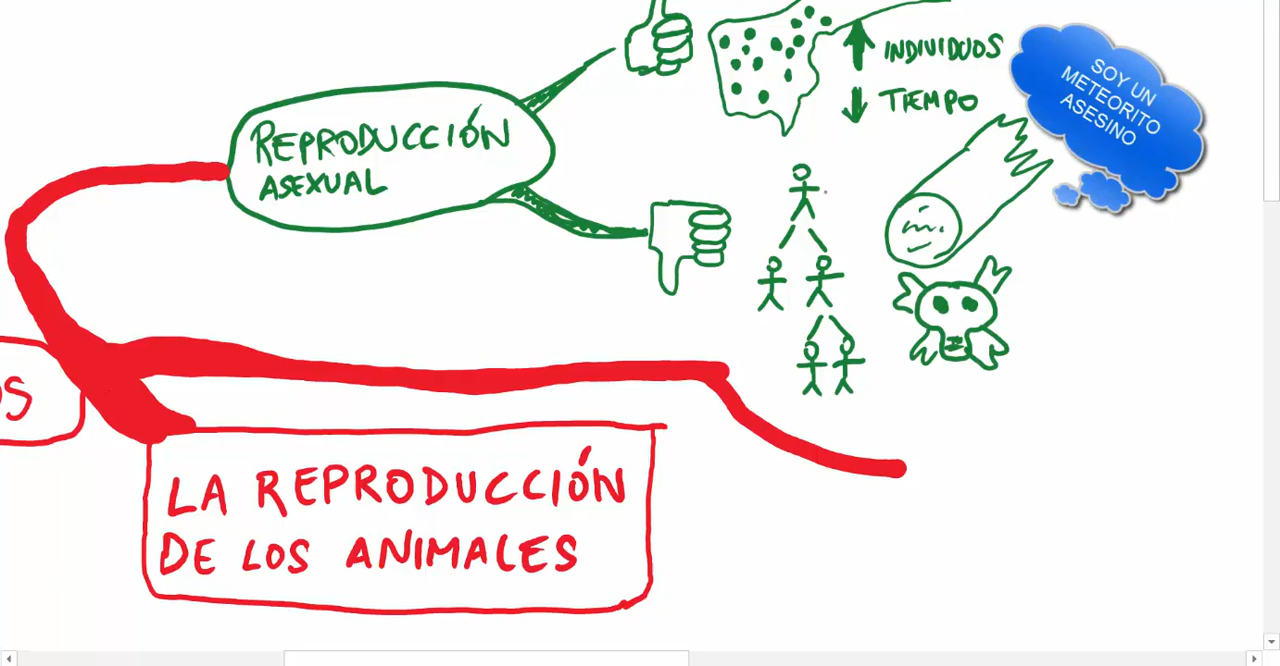 REPRODUCCIÓN
ASEXUAL
INDIVIDUOS
TIEMPO
SOY UN
METEORITO
ASESINO
OS
LA REPRODUCCIÓN
DE LOS ANIMALES